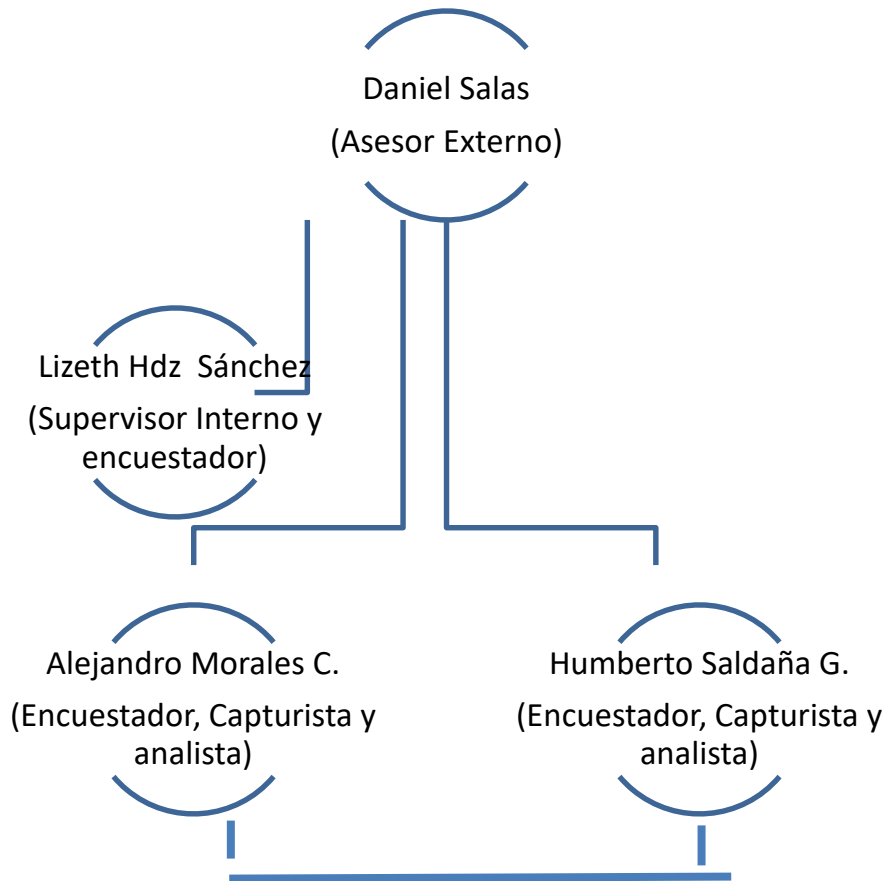 Daniel Salas
(Asesor Externo)
Lizeth Hdz  Sánchez
(Supervisor Interno y
encuestador)
Alejandro Morales C.
(Encuestador, Capturista y
analista)
Humberto Saldaña G.
(Encuestador, Capturista y
analista)